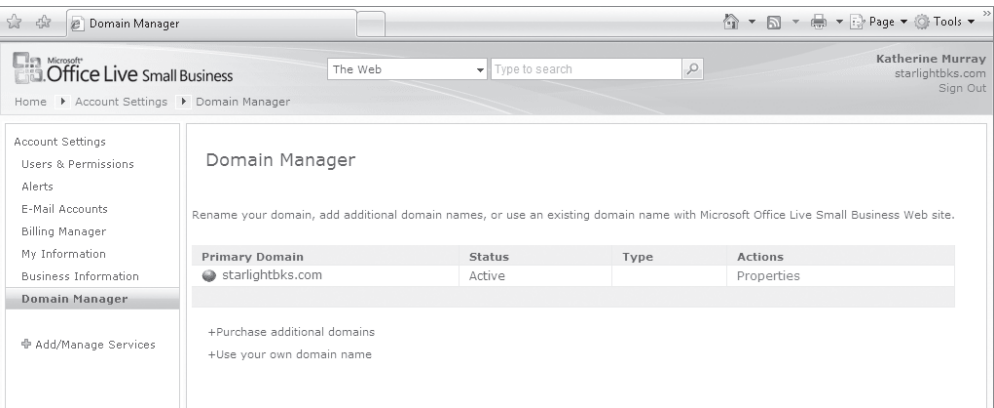 Domain Manager
Page Tools »
Microsoft®
Office Live Small Business
The Web
Type to search
Katherine Murray
starlightbks.com
Sign Out
Home Account Settings Domain Manager
Account Settings
Users & Permissions
Alerts
E-Mail Accounts
Billing Manager
My Information
Business Information
Domain Manager
Add/Manage Services
Domain Manager
Rename your domain, add additional domain names, or use an existing domain name with Microsoft Office Live Small Business Web site.
Primary Domain Status Type Actions
starlightbks.com Active Properties
+Purchase additional domains
+Use your own domain name